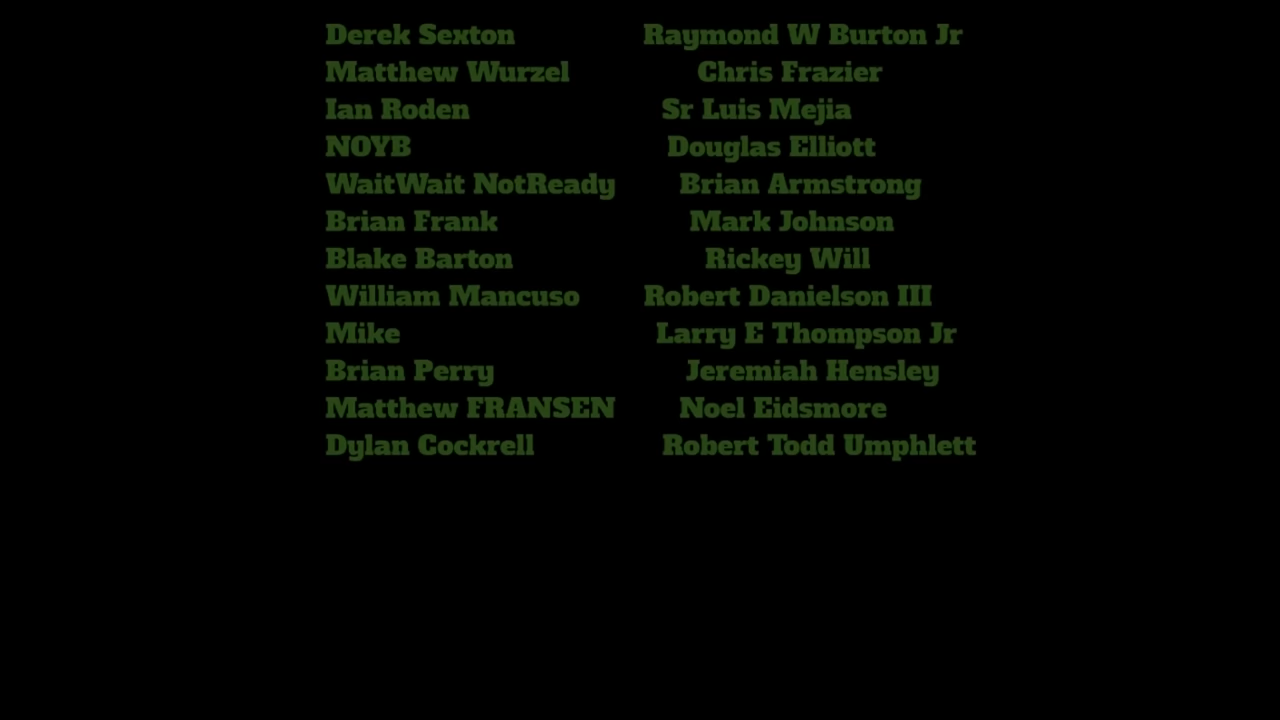 Derek Sexton Raymond W Burton Jr
Matthew Wurzel Chris Frazier
Ian Roden Sr Luis Mejia
NOYB Douglas Elliott
WaitWait NotReady Brian Armstrong
Brian Frank Mark Johnson
Blake Barton Rickey Will
William Mancuso Robert Danielson III
Mike Larry E Thompson Jr
Brian Perry Jeremiah Hensley
Matthew FRANSEN Noel Eidsmore
Dylan Cockrell Robert Todd Umphlett